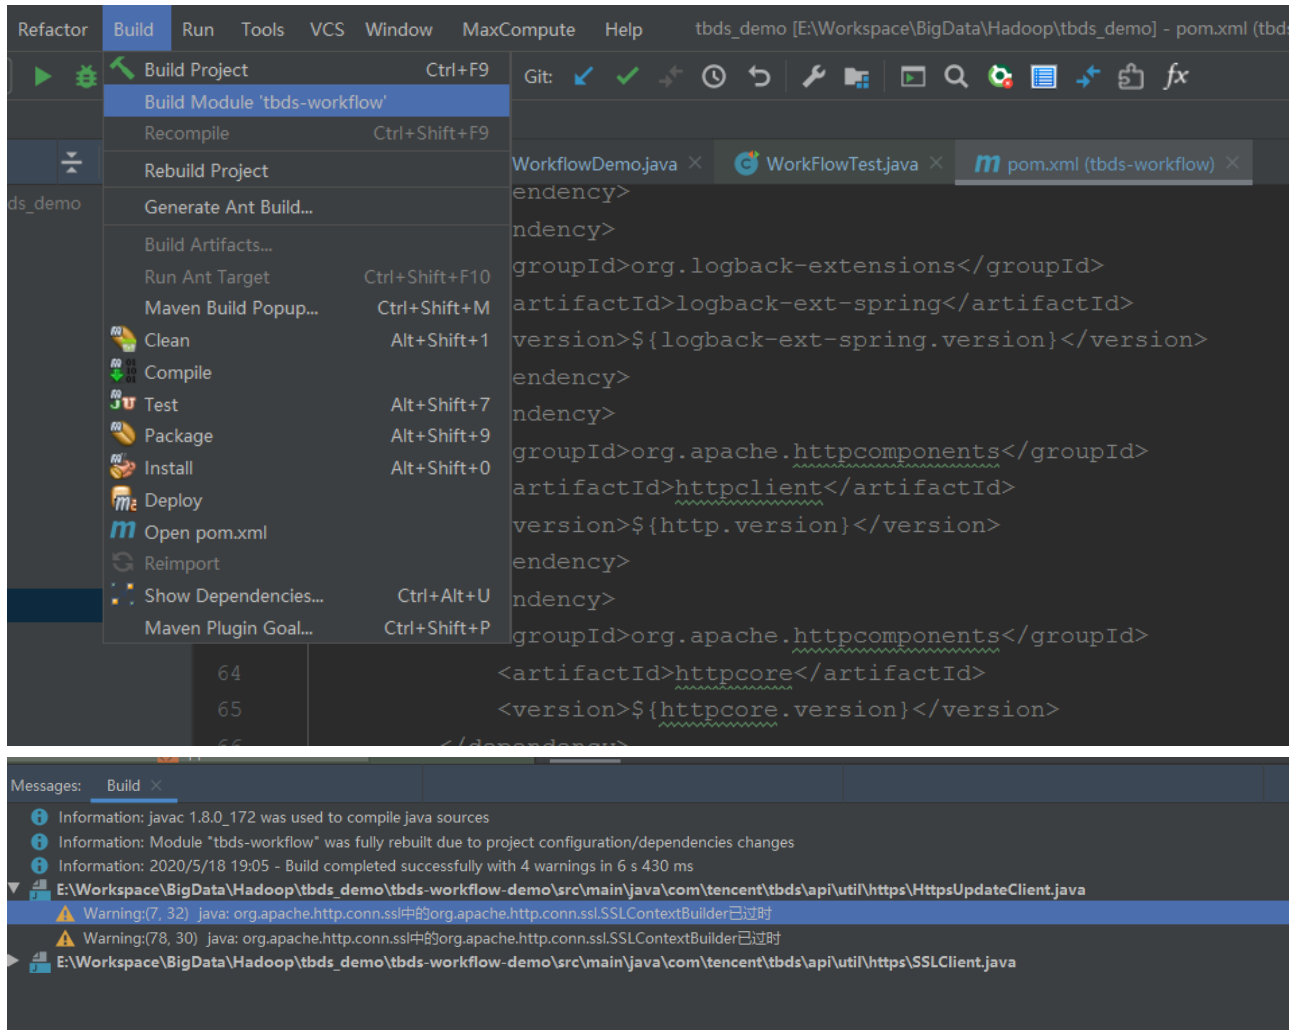 Refactor Build Run Tools VCS Window MaxCompute Help tbds_demo [E:\Workspace\BigData\Hadoop\tbds_demo] - pom.xml (tbds
Build Project Ctrl+F9 Git:
Build Module 'tbds-workflow'
Recompile Ctrl+Shift+F9
WorkflowDemo.java WorkFlowTest.java pom.xml (tbds-workflow)
Rebuild Project
endency>
ds_demo
Generate Ant Build...
ndency>
Build Artifacts...
groupId>org.logback-extensions</groupId>
Run Ant Target Ctrl+Shift+F10
Maven Build Popup... Ctrl+Shift+M
artifactId>logback-ext-spring</artifactId>
Clean Alt+Shift+1
version>${logback-ext-spring.version}</version>
Compile
endency>
Test Alt+Shift+7
ndency>
Package Alt+Shift+9
groupId>org.apache.httpcomponents</groupId>
Install Alt+Shift+0
artifactId>httpclient</artifactId>
Deploy
version>${http.version}</version>
Open pom.xml
Reimport
endency>
Show Dependencies... Ctrl+Alt+U
ndency>
Maven Plugin Goal... Ctrl+Shift+P
groupId>org.apache.httpcomponents</groupId>
64 <artifactId>httpcore</artifactId>
65 <version>${httpcore.version}</version>
66 </dependency>
Messages: Build
Information: javac 1.8.0_172 was used to compile java sources
Information: Module "tbds-workflow" was fully rebuilt due to project configuration/dependencies changes
Information: 2020/5/18 19:05 - Build completed successfully with 4 warnings in 6 s 430 ms
E:\Workspace\BigData\Hadoop\tbds_demo\tbds-workflow-demo\src\main\java\com\tencent\tbds\api\util\https\HttpsUpdateClient.java
Warning:(7, 32) java: org.apache.http.conn.ssl中的org.apache.http.conn.ssl.SSLContextBuilder已过时
Warning:(78, 30) java: org.apache.http.conn.ssl中的org.apache.http.conn.ssl.SSLContextBuilder已过时
E:\Workspace\BigData\Hadoop\tbds_demo\tbds-workflow-demo\src\main\java\com\tencent\tbds\api\util\https\SSLClient.java